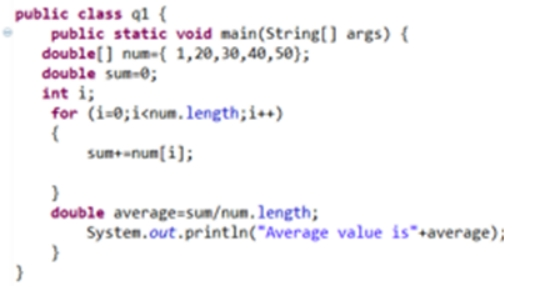 public class q1 {
public static void main(String[] args) {
double[] num={ 1,20,30,40,50};
double sum=0;
int i;
for (i=0;i<num.length;i++)
{
sum+=num[i];
}
double average=sum/num.length;
System.out.println("Average value is"+average);
}
}